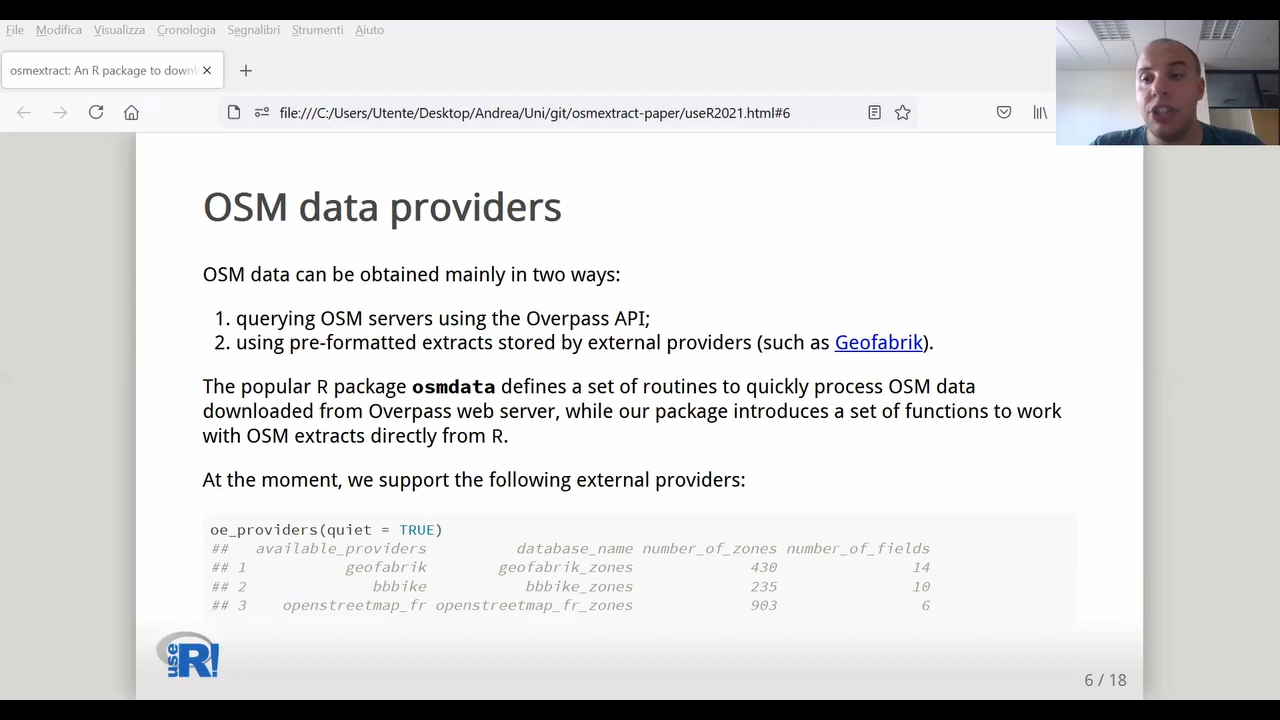 File Modifica Visualizza Cronologia Segnalibri Strumenti Aiuto
osmextract: An R package to downl
file:///C:/Users/Utente/Desktop/Andrea/Uni/git/osmextract-paper/useR2021.html#6
OSM data providers
OSM data can be obtained mainly in two ways:
1. querying OSM servers using the Overpass API;
2. using pre-formatted extracts stored by external providers (such as Geofabrik).
The popular R package osmdata defines a set of routines to quickly process OSM data
downloaded from Overpass web server, while our package introduces a set of functions to work
with OSM extracts directly from R.
At the moment, we support the following external providers:
oe_providers(quiet = TRUE)
## available_providers database_name number_of_zones number_of_fields
## 1 geofabrik geofabrik_zones 430 14
## 2 bbbike bbbike_zones 235 10
## 3 openstreetmap_fr openstreetmap_fr_zones 903 6
use R!
6 / 18